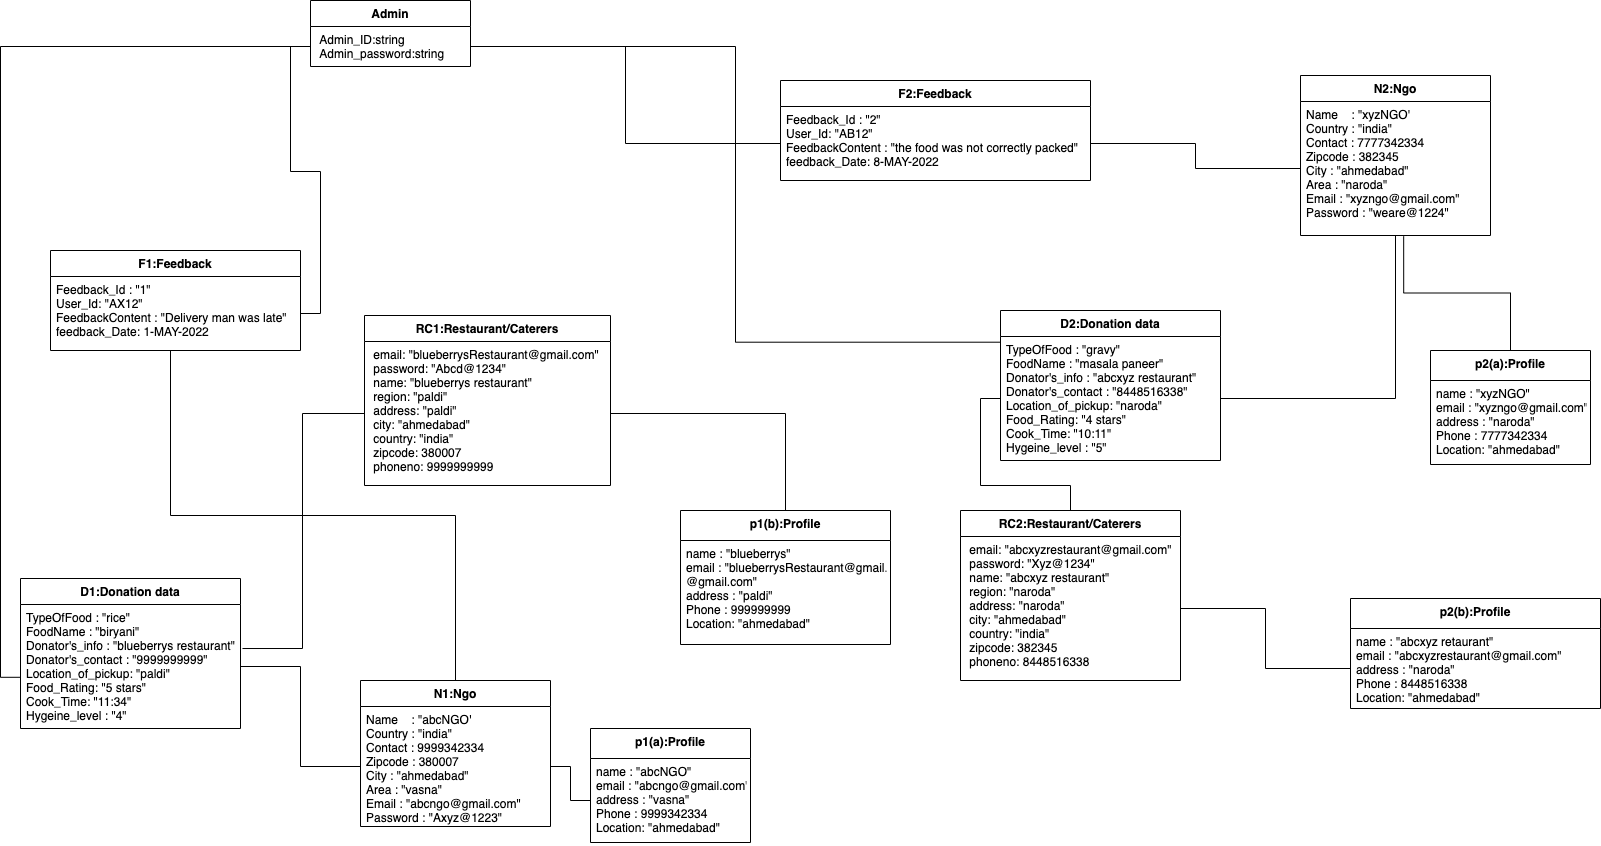 Admin
Admin_ID:string
Admin_password:string
F2:Feedback
Feedback_Id : "2"
User_Id: "AB12"
FeedbackContent : "the food was not correctly packed"
feedback_Date: 8-MAY-2022
N2:Ngo
Name : "xyzNGO'
Country : "india"
Contact : 7777342334
Zipcode : 382345
City : "ahmedabad"
Area : "naroda"
Email : "xyzngo@gmail.com"
Password : "weare@1224"
F1:Feedback
Feedback_Id : "1"
User_Id: "AX12"
FeedbackContent : "Delivery man was late"
feedback_Date: 1-MAY-2022
RC1:Restaurant/Caterers
email: "blueberrysRestaurant@gmail.com"
password: "Abcd@1234"
name: "blueberrys restaurant"
region: "paldi"
address: "paldi"
city: "ahmedabad"
country: "india"
zipcode: 380007
phoneno: 9999999999
D2:Donation data
TypeOfFood : "gravy"
FoodName : "masala paneer"
Donator's_info : "abcxyz restaurant"
Donator's_contact : "8448516338"
Location_of_pickup: "naroda"
Food_Rating: "4 stars"
Cook_Time: "10:11"
Hygeine_level : "5"
p2(a):Profile
name : "xyzNGO"
email : "xyzngo@gmail.com"
address : "naroda"
Phone : 7777342334
Location: "ahmedabad"
p1(b):Profile
name : "blueberrys"
email : "blueberrysRestaurant@gmail.
@gmail.com"
address : "paldi"
Phone : 999999999
Location: "ahmedabad"
RC2:Restaurant/Caterers
email: "abcxyzrestaurant@gmail.com"
password: "Xyz@1234"
name: "abcxyz restaurant"
region: "naroda"
address: "naroda"
city: "ahmedabad"
country: "india"
zipcode: 382345
phoneno: 8448516338
p2(b):Profile
name : "abcxyz retaurant"
email : "abcxyzrestaurant@gmail.com"
address : "naroda"
Phone : 8448516338
Location: "ahmedabad"
D1:Donation data
TypeOfFood : "rice"
FoodName : "biryani"
Donator's_info : "blueberrys restaurant"
Donator's_contact : "9999999999"
Location_of_pickup: "paldi"
Food_Rating: "5 stars"
Cook_Time: "11:34"
Hygeine_level : "4"
N1:Ngo
Name : "abcNGO'
Country : "india"
Contact : 9999342334
Zipcode : 380007
City : "ahmedabad"
Area : "vasna"
Email : "abcngo@gmail.com"
Password : "Axyz@1223"
p1(a):Profile
name : "abcNGO"
email : "abcngo@gmail.com'
address : "vasna"
Phone : 9999342334
Location: "ahmedabad"